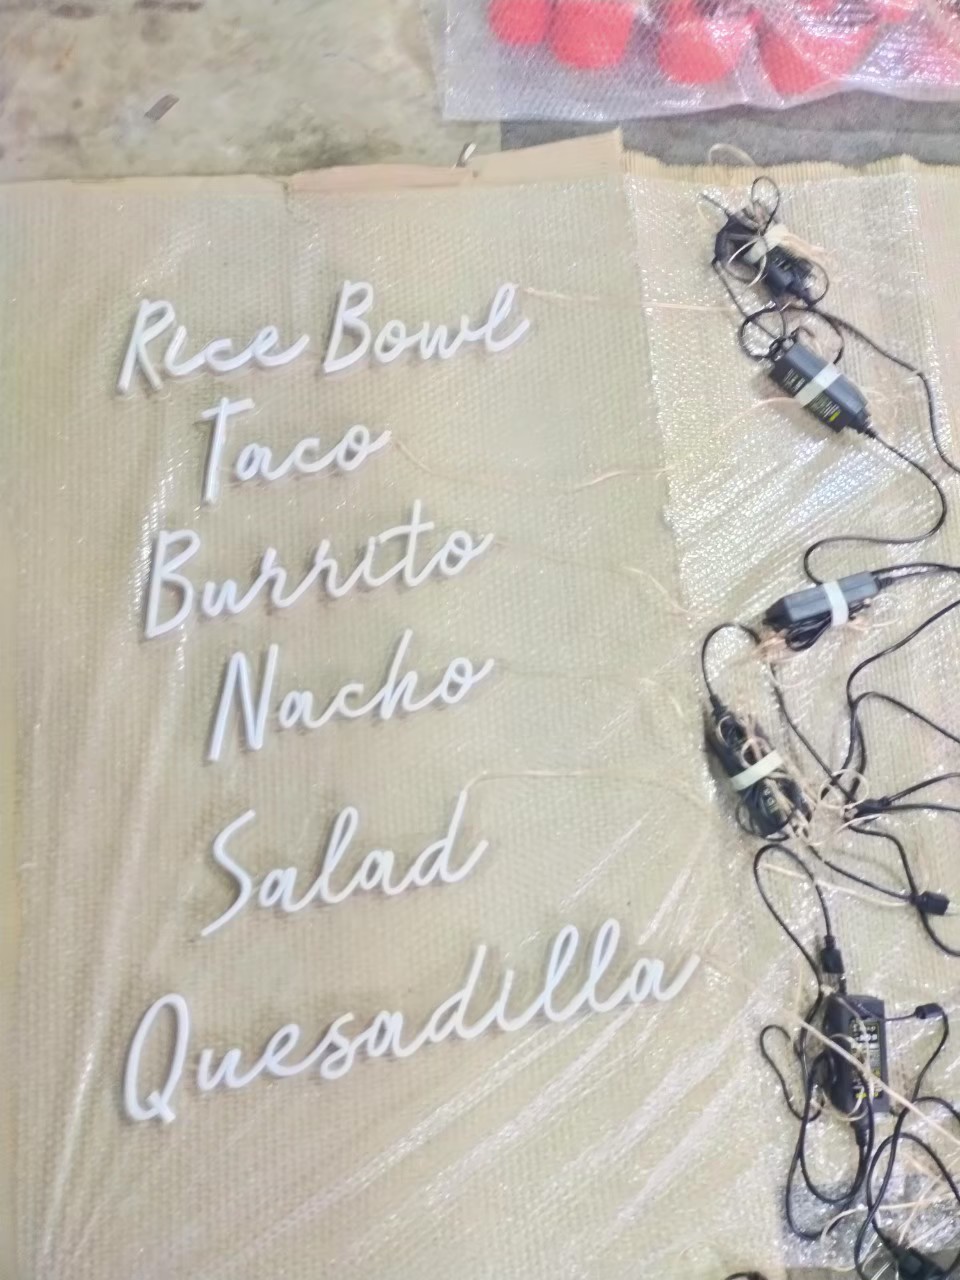 Rice Bowl
Taco
Burrito
Nacho
Salad
Quesadilla